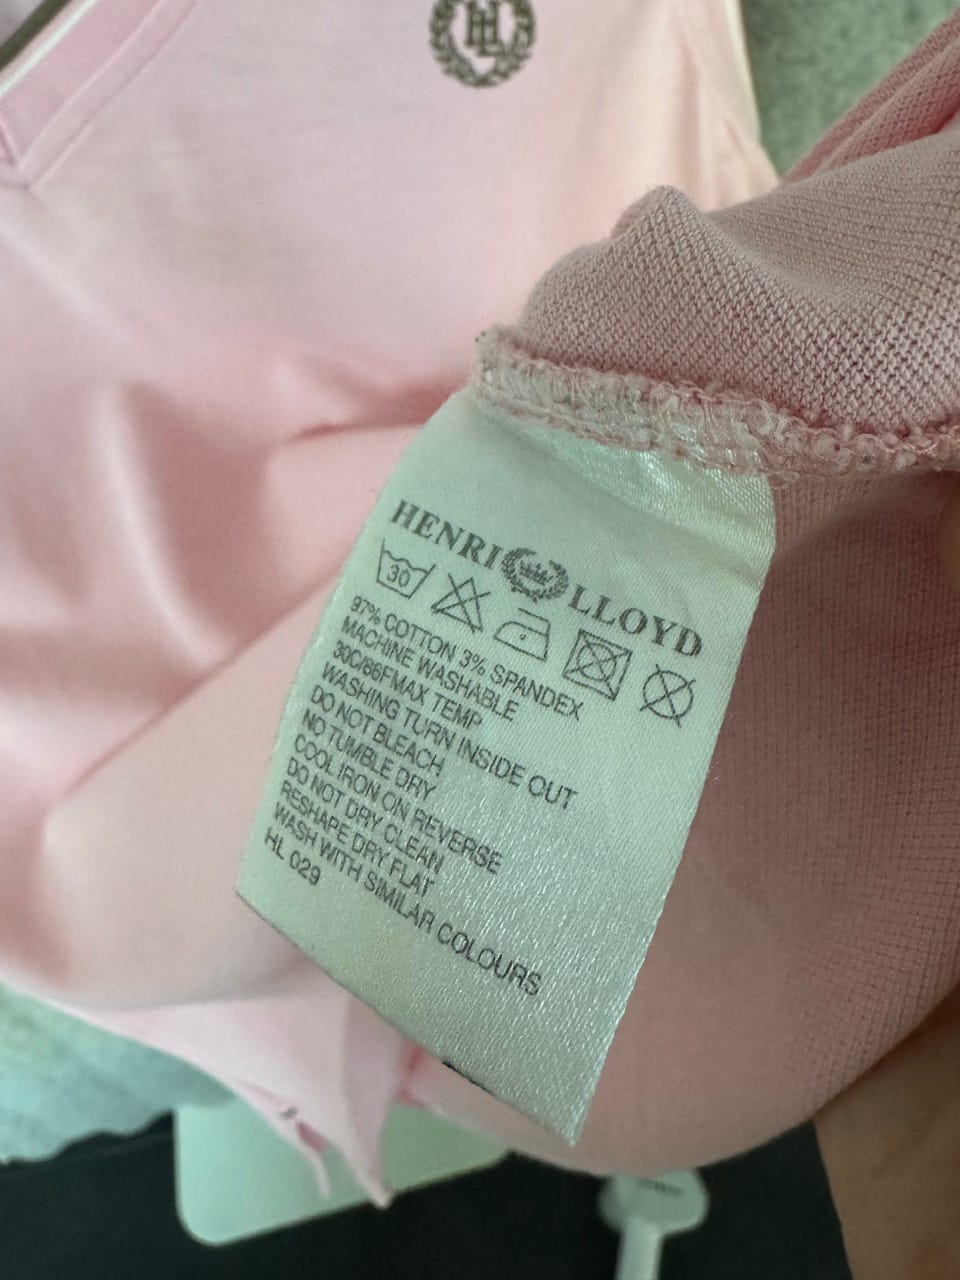 HL
HENRI LLOYD
30
97% COTTON 3% SPANDEX
MACHINE WASHABLE
30C/86FMAX TEMP
WASHING TURN INSIDE OUT
DO NOT BLEACH
NO TUMBLE DRY
COOL IRON ON REVERSE
DO NOT DRY CLEAN
RESHAPE DRY FLAT
WASH WITH SIMILAR COLOURS
HL 029